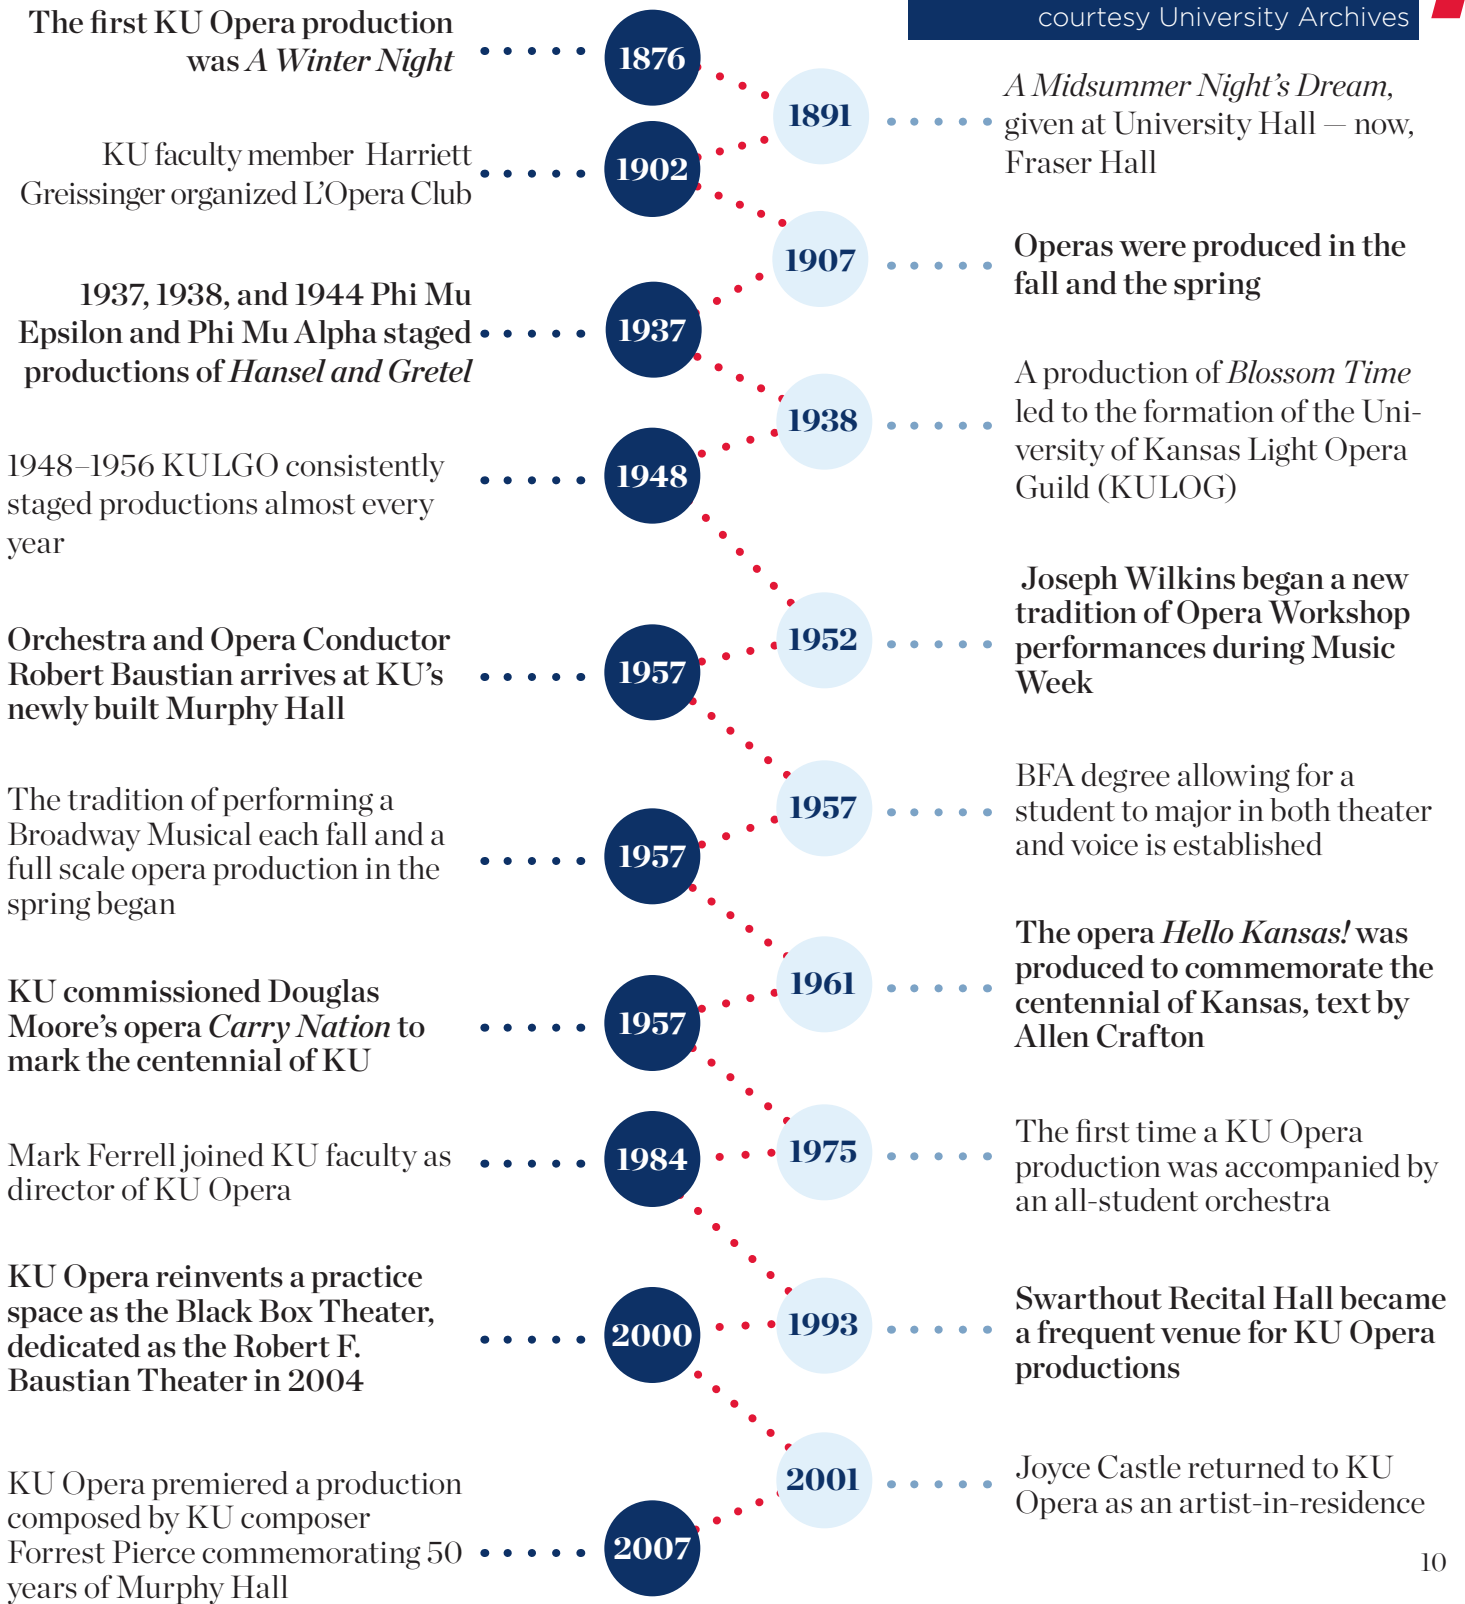 courtesy University Archives
The first KU Opera production
was A Winter Night
1876
1891
A Midsummer Night's Dream,
given at University Hall — now,
Fraser Hall
KU faculty member Harriett
Greissinger organized L'Opera Club
1902
1907
Operas were produced in the
fall and the spring
1937, 1938, and 1944 Phi Mu
Epsilon and Phi Mu Alpha staged
productions of Hansel and Gretel
1937
1938
A production of Blossom Time
led to the formation of the Uni-
versity of Kansas Light Opera
Guild (KULOG)
1948–1956 KULGO consistently
staged productions almost every
year
1948
1952
Joseph Wilkins began a new
tradition of Opera Workshop
performances during Music
Week
Orchestra and Opera Conductor
Robert Baustian arrives at KU's
newly built Murphy Hall
1957
1957
BFA degree allowing for a
student to major in both theater
and voice is established
The tradition of performing a
Broadway Musical each fall and a
full scale opera production in the
spring began
1957
1961
The opera Hello Kansas! was
produced to commemorate the
centennial of Kansas, text by
Allen Crafton
KU commissioned Douglas
Moore's opera Carry Nation to
mark the centennial of KU
1957
1975
The first time a KU Opera
production was accompanied by
an all-student orchestra
Mark Ferrell joined KU faculty as
director of KU Opera
1984
1993
Swarthout Recital Hall became
a frequent venue for KU Opera
productions
KU Opera reinvents a practice
space as the Black Box Theater,
dedicated as the Robert F.
Baustian Theater in 2004
2000
2001
Joyce Castle returned to KU
Opera as an artist-in-residence
KU Opera premiered a production
composed by KU composer
Forrest Pierce commemorating 50
years of Murphy Hall
2007
10